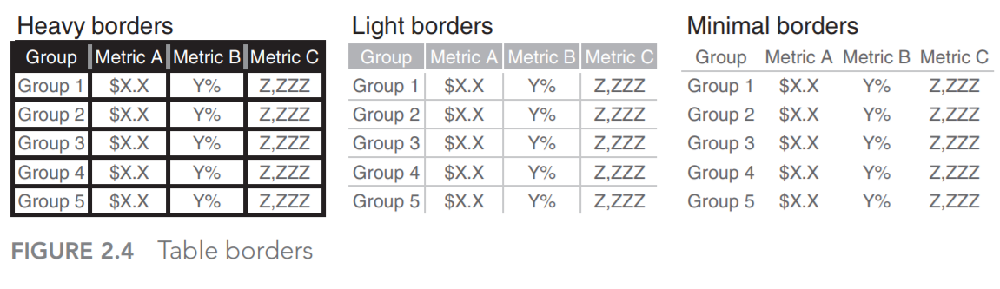 Heavy borders
Group Metric A Metric B Metric C
Group 1 $X.X Y% Z,ZZZ
Group 2 $X.X Y% Z,ZZZ
Group 3 $X.X Y% Z,ZZZ
Group 4 $X.X Y% Z,ZZZ
Group 5 $X.X Y% Z,ZZZ
Light borders
Group Metric A Metric B Metric C
Group 1 $X.X Y% Z,ZZZ
Group 2 $X.X Y% Z,ZZZ
Group 3 $X.X Y% Z,ZZZ
Group 4 $X.X Y% Z,ZZZ
Group 5 $X.X Y% Z,ZZZ
Minimal borders
Group Metric A Metric B Metric C
Group 1 $X.X Y% Z,ZZZ
Group 2 $X.X Y% Z,ZZZ
Group 3 $X.X Y% Z,ZZZ
Group 4 $X.X Y% Z,ZZZ
Group 5 $X.X Y% Z,ZZZ
FIGURE 2.4 Table borders